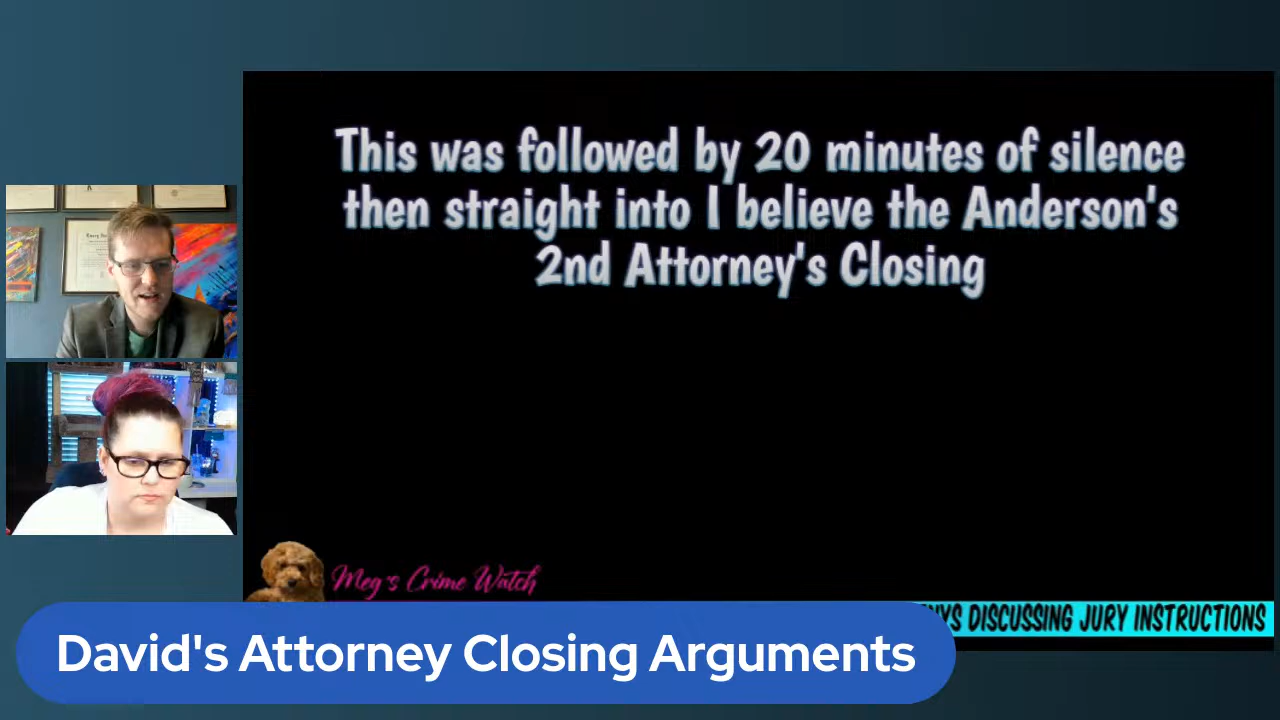 This was followed by 20 minutes of silence
then straight into I believe the Anderson's
2nd Attorney's Closing
Meg's Crime Watch
DISCUSSING JURY INSTRUCTIONS
David's Attorney Closing Arguments